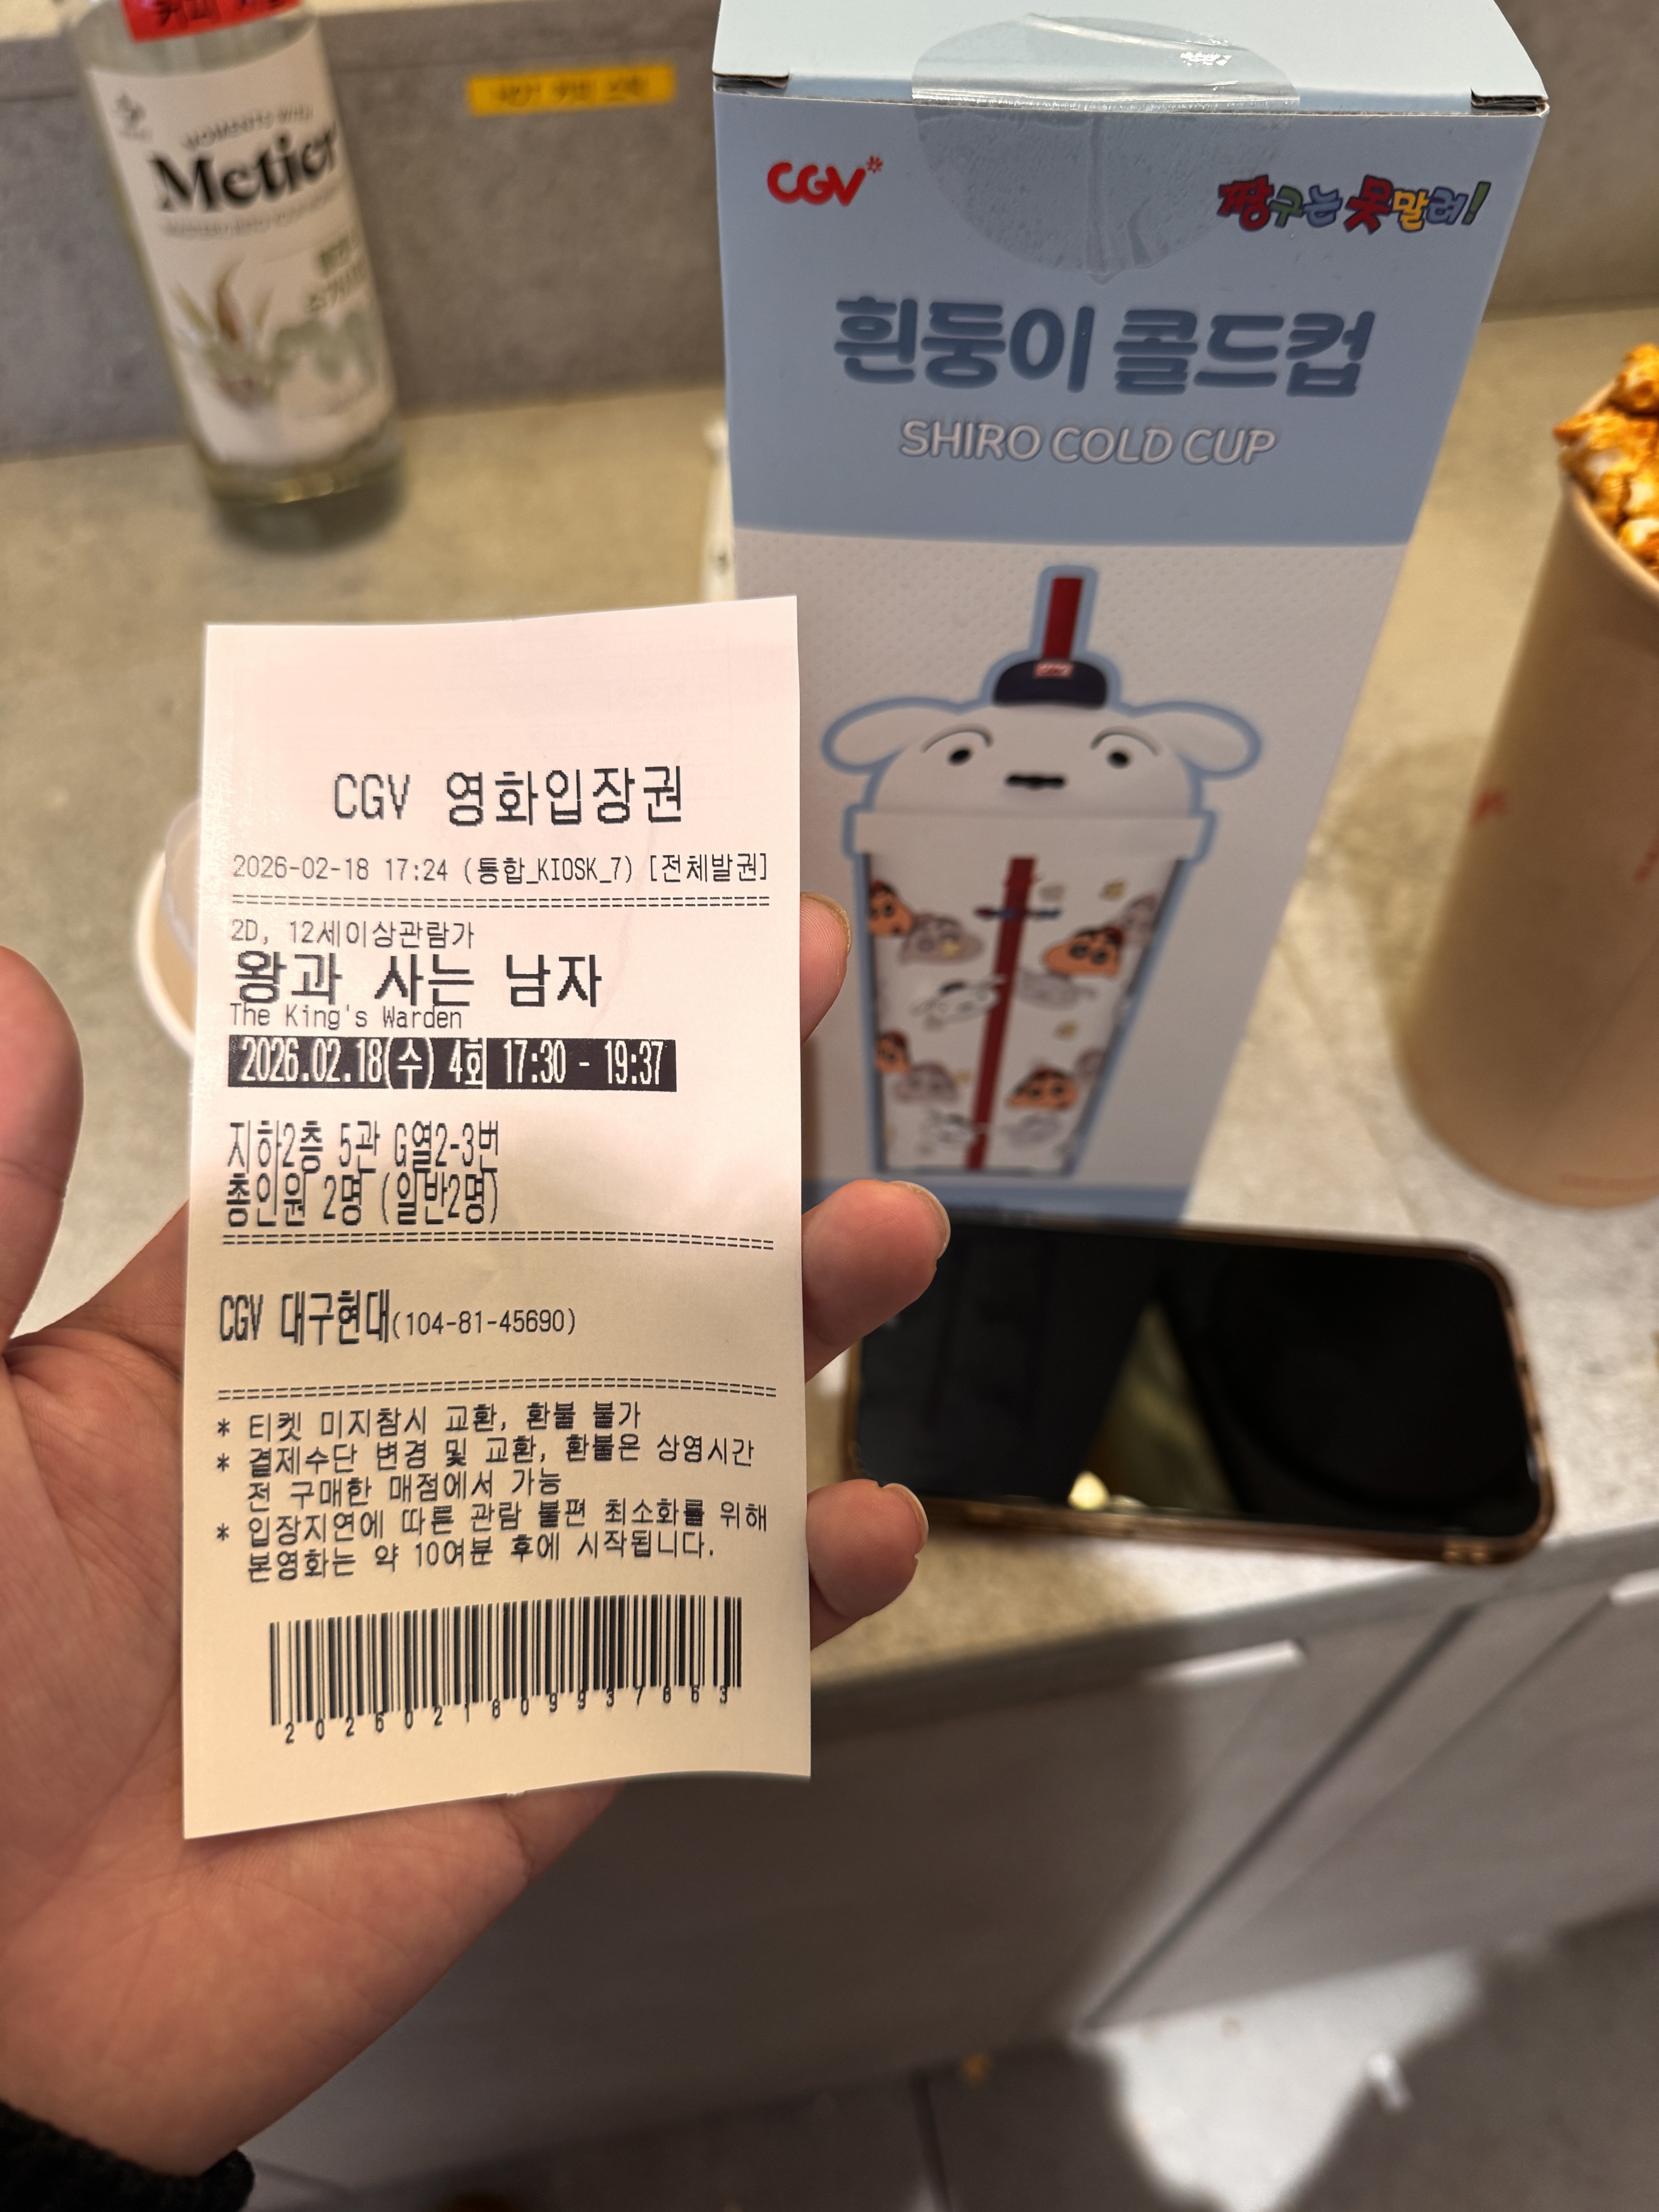 Metier
CGV
짱구는 못말려!
흰둥이 콜드컵
SHIRO COLD CUP
CGV 영화입장권
2026-02-18 17:24 (통합_KIOSK_7) [전체발권]
2D, 12세이상관람가
왕과 사는 남자
The King's Warden
2026.02.18(수) 4회 17:30 - 19:37
지하2층 5관 G열2-3번
총인원 2명 (일반2명)
CGV 대구현대(104-81-45690)
* 티켓 미지참시 교환, 환불 불가
* 결제수단 변경 및 교환, 환불은 상영시간
전 구매한 매점에서 가능
* 입장지연에 따른 관람 불편 최소화를 위해
본영화는 약 10여분 후에 시작됩니다.
2026021809937863